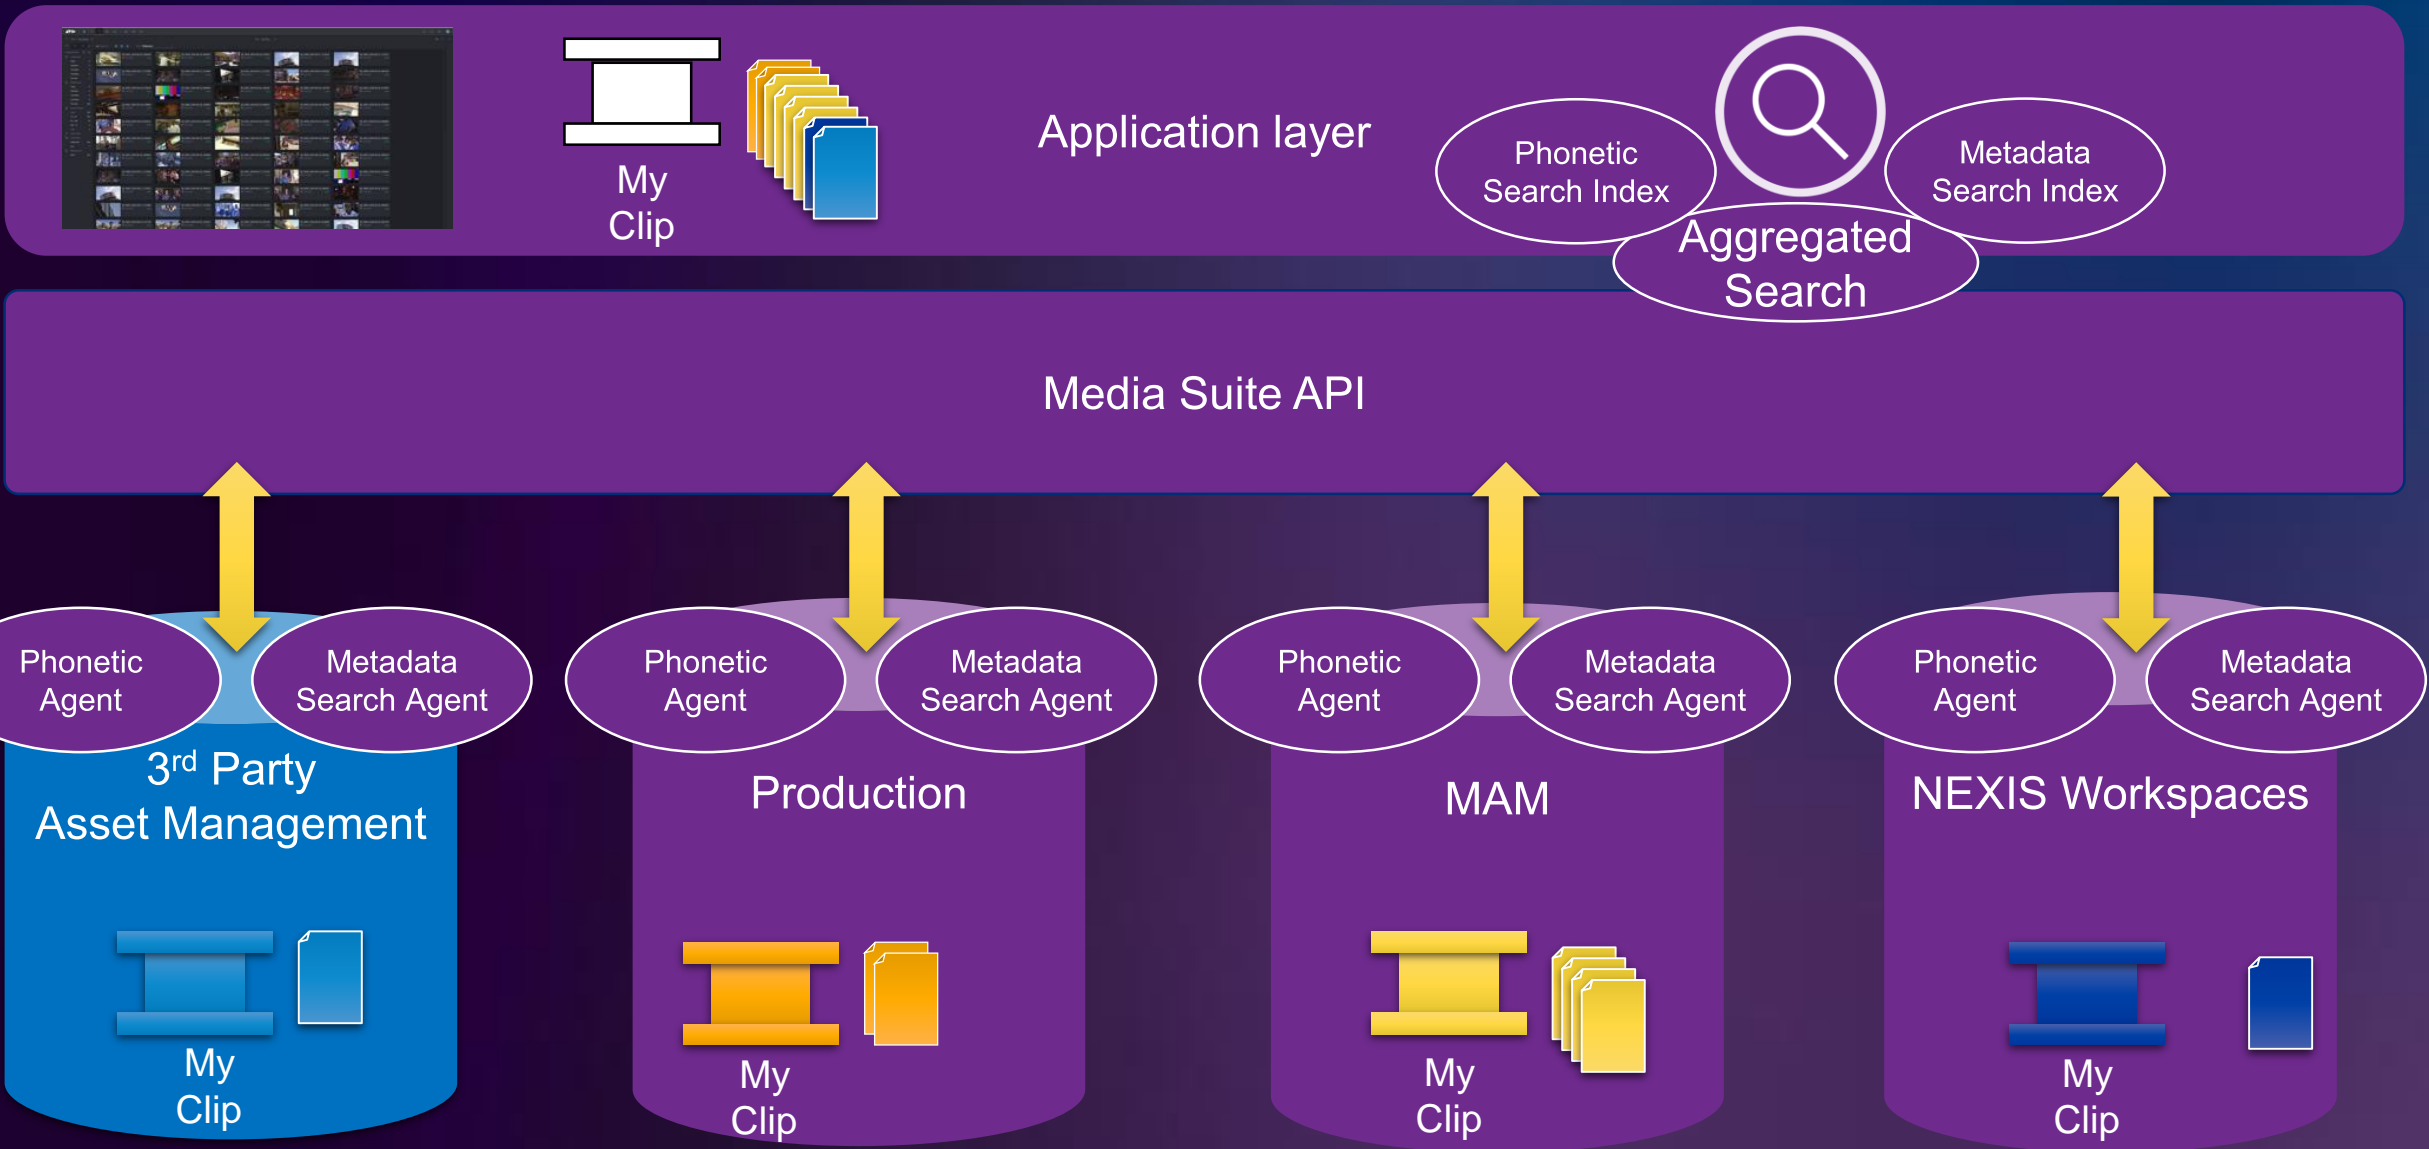 My
Clip
Application layer
Phonetic
Search Index
Metadata
Search Index
Aggregated
Search
Media Suite API
Phonetic
Agent
Metadata
Search Agent
Phonetic
Agent
Metadata
Search Agent
Phonetic
Agent
Metadata
Search Agent
Phonetic
Agent
Metadata
Search Agent
3rd Party
Asset Management
Production
MAM
NEXIS Workspaces
My
Clip
My
Clip
My
Clip
My
Clip